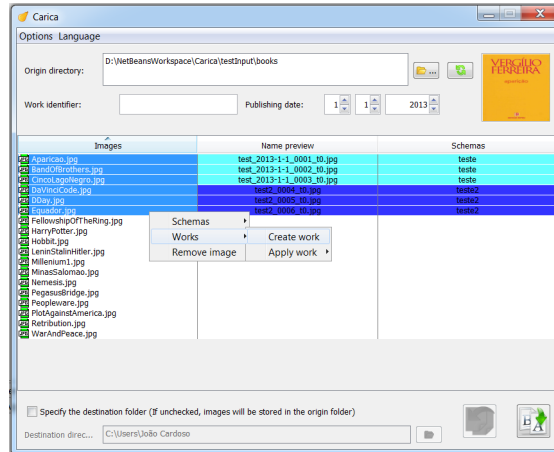 Carica
Options Language
Origin directory:
D:\NetBeansWorkspace\Carica\testInput\books
...
VERGÍLIO
FERREIRA
Work identifier:
Publishing date:
1
1
2013
Images Name preview Schemas
Aparicao.jpg test_2013-1-1_0001_t0.jpg teste
BandOfBrothers.jpg test_2013-1-1_0002_t0.jpg teste
CincoLagoNegro.jpg test_2013-1-1_0003_t0.jpg teste
DaVinciCode.jpg test2_0004_t0.jpg teste2
DDay.jpg test2_0005_t0.jpg teste2
Equador.jpg test2_0006_t0.jpg teste2
FellowshipOfTheRing.jpg
HarryPotter.jpg
Hobbit.jpg
LeninStalinHitler.jpg
Millenium1.jpg
MinasSalomao.jpg
Nemesis.jpg
PegasusBridge.jpg
Peopleware.jpg
PlotAgainstAmerica.jpg
Retribution.jpg
WarAndPeace.jpg
Schemas
Works
Remove image
Create work
Apply work
Specify the destination folder (If unchecked, images will be stored in the origin folder)
Destination direc... C:\Users\João Cardoso
B A